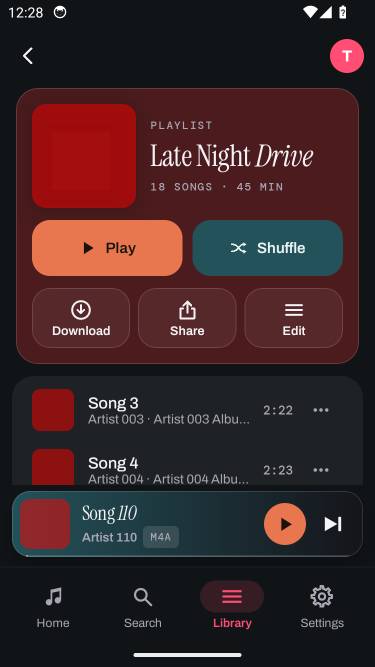 12:28
T
PLAYLIST
Late Night Drive
18 SONGS · 45 MIN
Play
Shuffle
Download
Share
Edit
Song 3
Artist 003 · Artist 003 Albu...
2:22
Song 4
Artist 004 · Artist 004 Albu...
2:23
Song 110
Artist 110 M4A
Home
Search
Library
Settings